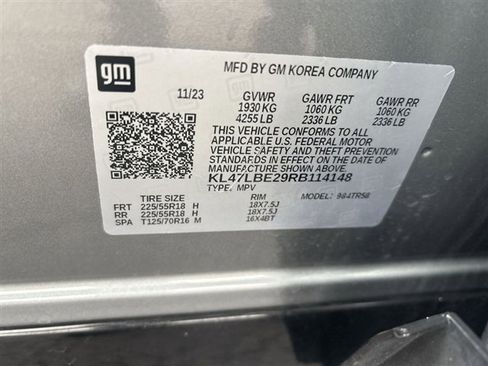 gm
MFD BY GM KOREA COMPANY
11/23 GVWR GAWR FRT GAWR RR
1930 KG 1060 KG 1060 KG
4255 LB 2336 LB 2336 LB
THIS VEHICLE CONFORMS TO ALL
APPLICABLE U.S. FEDERAL MOTOR
VEHICLE SAFETY AND THEFT PREVENTION
STANDARDS IN EFFECT ON THE DATE OF
MANUFACTURE SHOWN ABOVE.
KL47LBE29RB114148
TYPE: MPV MODEL: 984TR58
TIRE SIZE RIM
FRT 225/55R18 H 18X7.5J
RR 225/55R18 H 18X7.5J
SPA T125/70R16 M 16X4BT